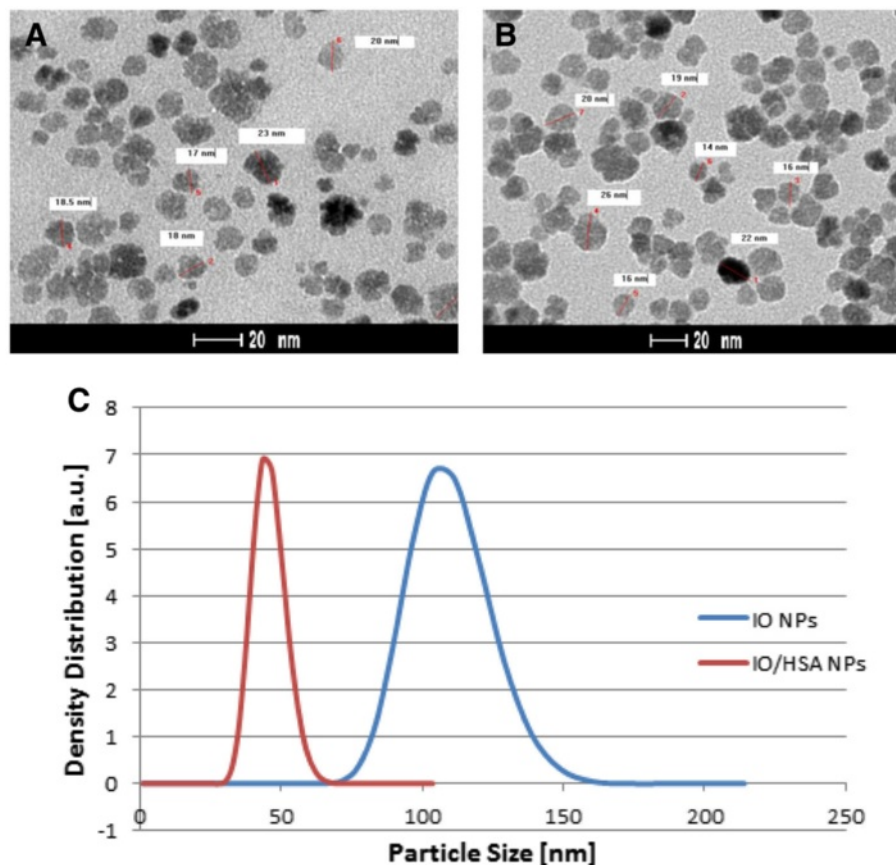 A
20 nm
23 nm
17 nm
18.5 nm
18 nm
20 nm
B
19 nm
20 nm
14 nm
16 nm
26 nm
22 nm
16 nm
20 nm
C
Density Distribution [a.u.]
8
7
6
5
4
3
2
1
0
-1
0 50 100 150 200 250
Particle Size [nm]
IO NPs
IO/HSA NPs